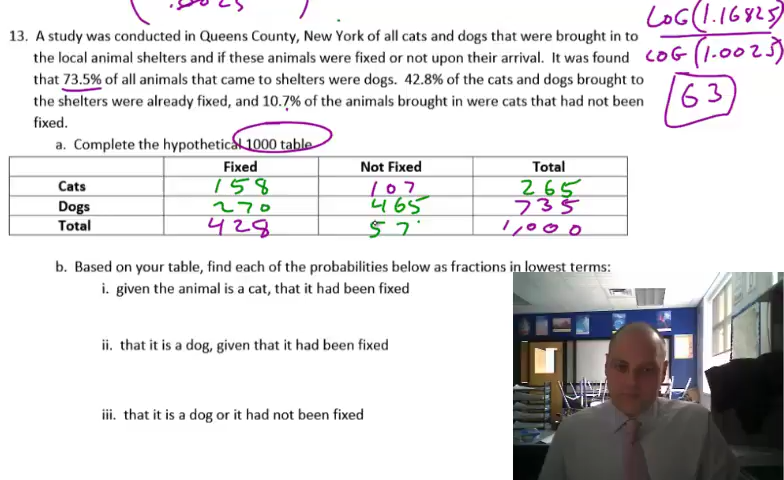 .0025
LOG(1.16825)
LOG(1.0025)
63
13. A study was conducted in Queens County, New York of all cats and dogs that were brought in to
the local animal shelters and if these animals were fixed or not upon their arrival. It was found
that 73.5% of all animals that came to shelters were dogs. 42.8% of the cats and dogs brought to
the shelters were already fixed, and 10.7% of the animals brought in were cats that had not been
fixed.
a. Complete the hypothetical 1000 table.
Fixed Not Fixed Total
Cats 158 107 265
Dogs 270 465 735
Total 428 57 1,000
b. Based on your table, find each of the probabilities below as fractions in lowest terms:
i. given the animal is a cat, that it had been fixed
ii. that it is a dog, given that it had been fixed
iii. that it is a dog or it had not been fixed